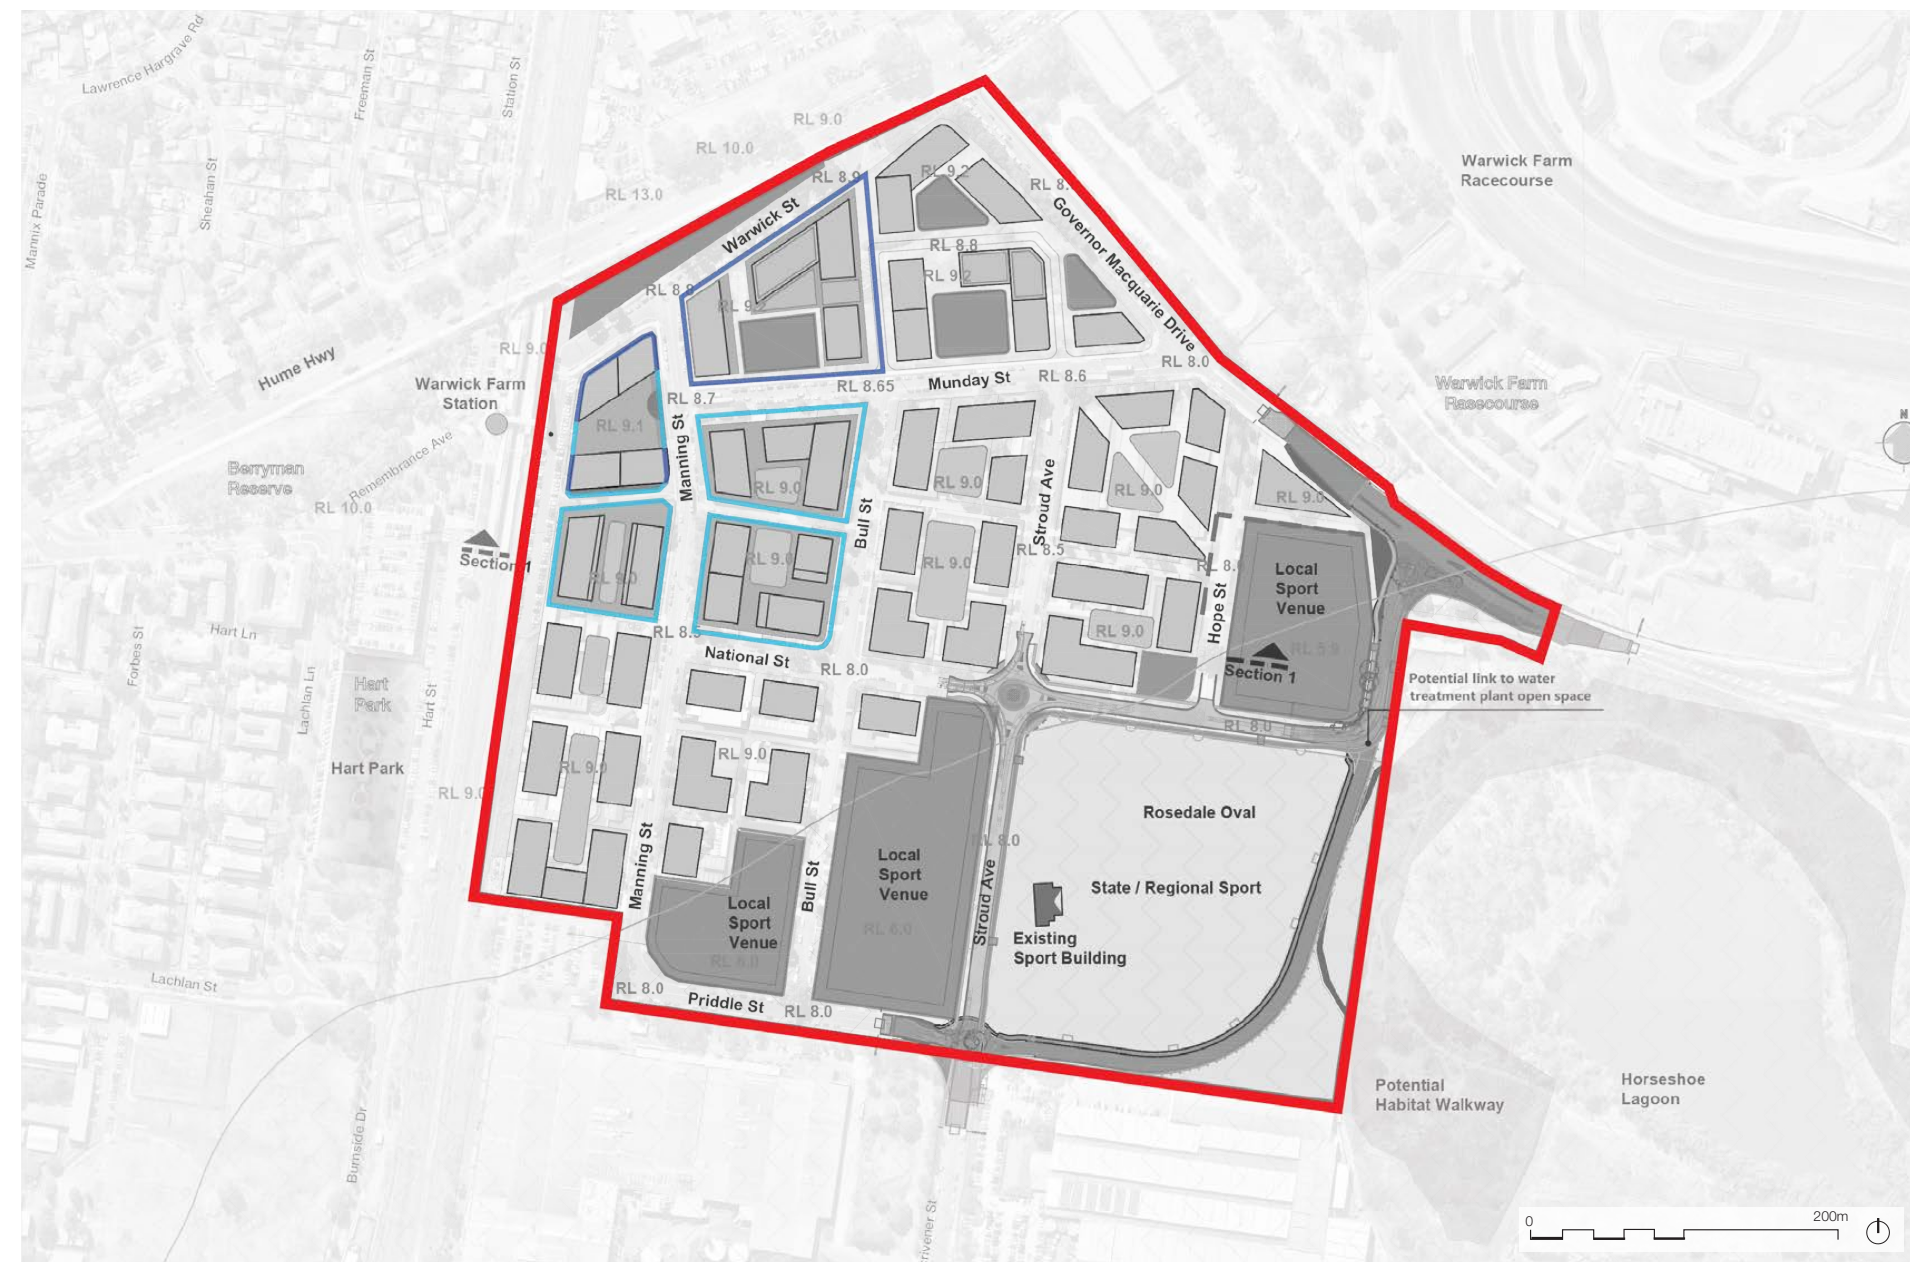 Lawrence Hargrave Rd
Freeman St
Station St
Mannix Parade
Sheahan St
RL 9.0
RL 10.0
RL 13.0
RL 8.9
RL 9.2
Warwick Farm
Racecourse
Warwick St
Governor Macquarie Drive
RL 8.8
RL 9.2
RL 9.0
Hume Hwy
Warwick Farm
Station
RL 8.65
Munday St
RL 8.6
RL 8.0
RL 8.7
Warwick Farm
Rasecourse
N
RL 9.1
Manning St
Remembrance Ave
Berryman
Reserve
RL 10.0
RL 9.0
RL 9.0
RL 9.0
RL 9.0
Bull St
Stroud Ave
Section 1
RL 9.0
RL 9.0
RL 9.0
RL 8.5
Local
Sport
Venue
Hope St
RL 9.0
RL 5.9
Section 1
Forbes St
Hart Ln
Lachlan Ln
Hart St
Hart
Park
National St
RL 8.0
Potential link to water
treatment plant open space
RL 8.0
Hart Park
RL 9.0
RL 9.0
Rosedale Oval
RL 8.0
Manning St
Bull St
Stroud Ave
Local
Sport
Venue
RL 6.0
State / Regional Sport
Local
Sport
Venue
RL 6.0
Existing
Sport Building
Lachlan St
RL 8.0
Priddle St
RL 8.0
Burnside Dr
Potential
Habitat Walkway
Horseshoe
Lagoon
0
200m